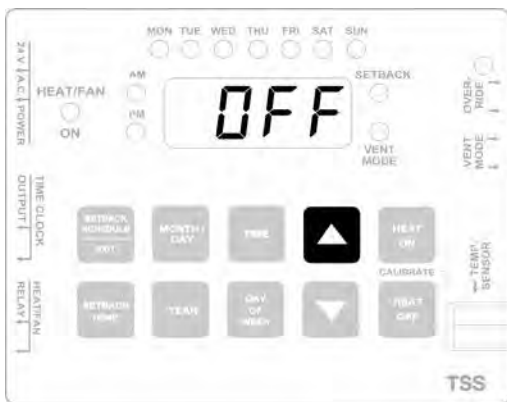 MON TUE WED THU FRI SAT SUN
24 V A.C. POWER
HEAT/FAN
ON
AM
PM
OFF
SETBACK
VENT
MODE
OVER-
RIDE
VENT
MODE
TIME CLOCK
OUTPUT
SETBACK
SCHEDULE
EXIT
MONTH /
DAY
TIME
HEAT
ON
CALIBRATE
TEMP.
SENSOR
HEAT/FAN
RELAY
SETBACK
TEMP
YEAR
DAY
OF
WEEK
HEAT
OFF
TSS